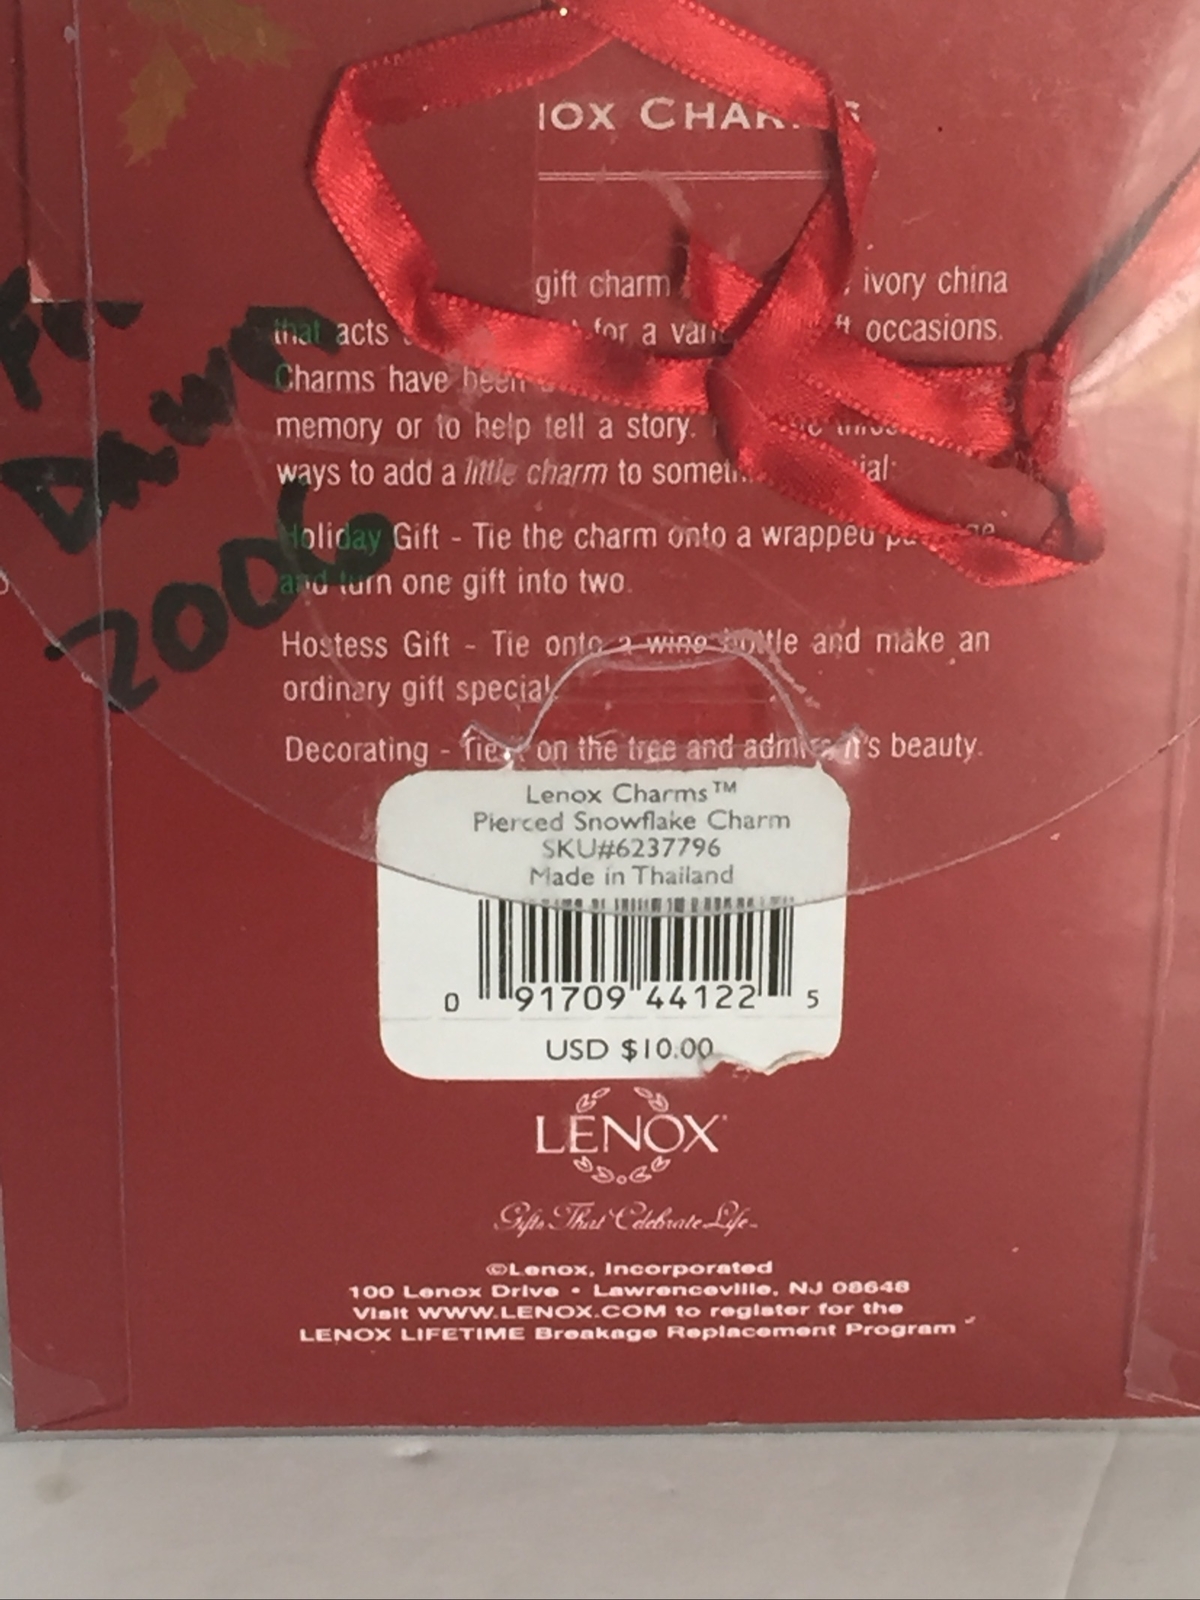 CHAR
gift charm ivory china
that acts for a occasions.
Charms have been
memory or to help tell a story.
ways to add a little charm to
Holiday Gift - Tie the charm onto a wrapped
and turn one gift into two.
Hostess Gift - Tie onto a wine bottle and make an
ordinary gift special.
Decorating - Tie on the tree and admire it's beauty.
2006
Lenox Charms™
Pierced Snowflake Charm
SKU#6237796
Made in Thailand
0 91709 44122 5
USD $10.00
LENOX
Gifts That Celebrate Life
©Lenox, Incorporated
100 Lenox Drive • Lawrenceville, NJ 08648
Visit WWW.LENOX.COM to register for the
LENOX LIFETIME Breakage Replacement Program